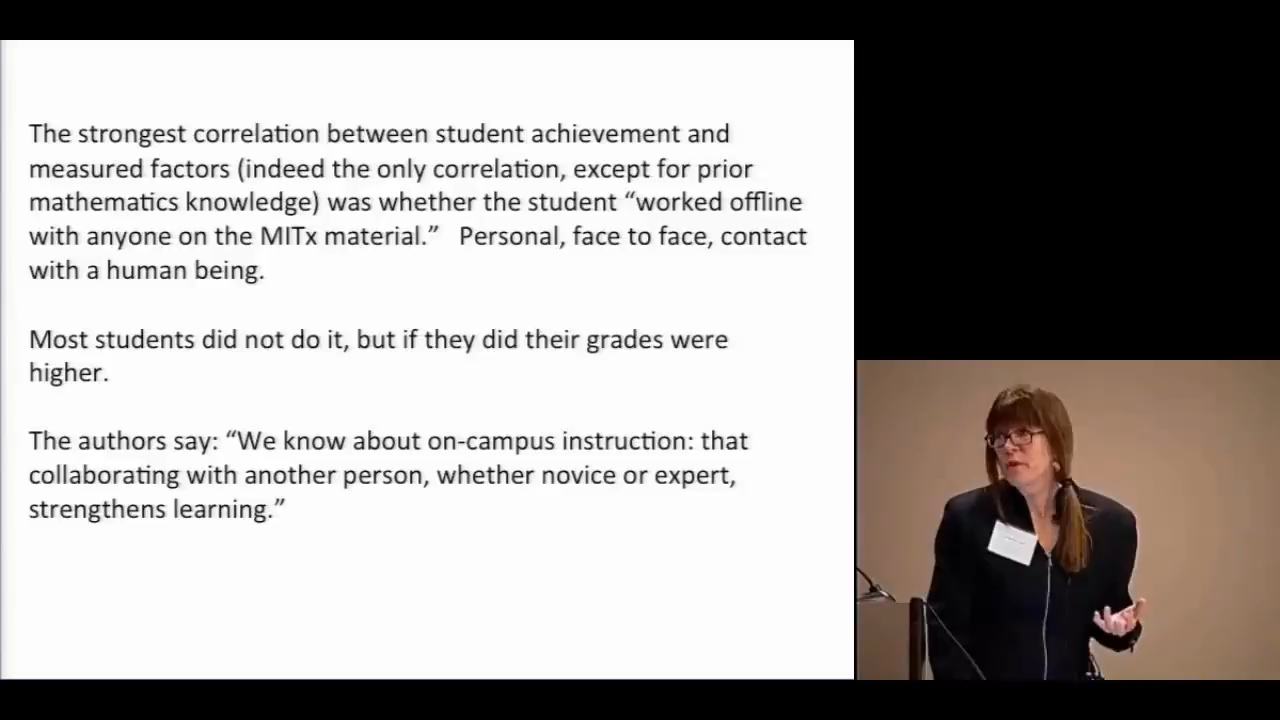 The strongest correlation between student achievement and
measured factors (indeed the only correlation, except for prior
mathematics knowledge) was whether the student “worked offline
with anyone on the MITx material.”   Personal, face to face, contact
with a human being.
Most students did not do it, but if they did their grades were
higher.
The authors say: “We know about on-campus instruction: that
collaborating with another person, whether novice or expert,
strengthens learning.”